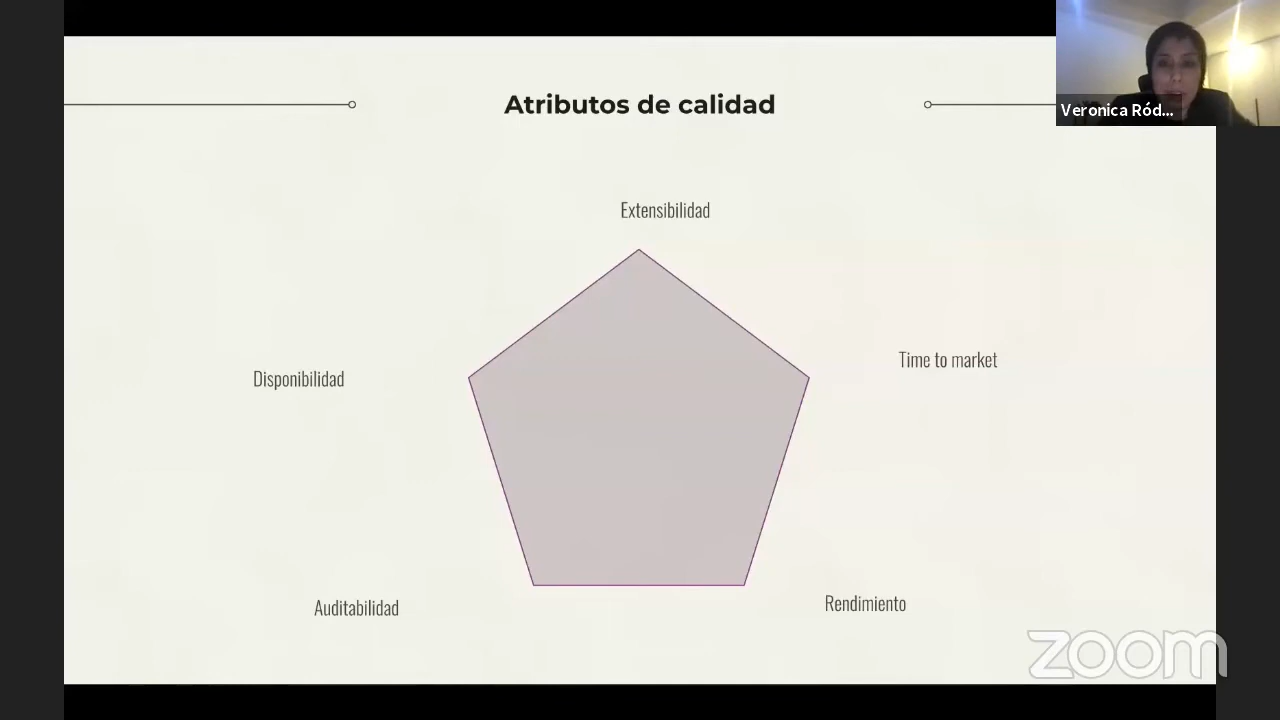 Atributos de calidad
Veronica Ród...
Extensibilidad
Time to market
Disponibilidad
Rendimiento
Auditabilidad
zoom